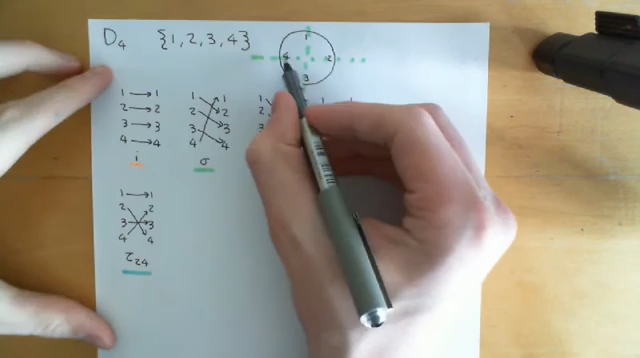 D4 {1, 2, 3, 4}
1
4 2
3
1 → 1 1 1 1
2 → 2 2 2
3 → 3 3 3
4 → 4 4 4
i σ
1 → 1
2 2
3 → 3
4 4
τ24